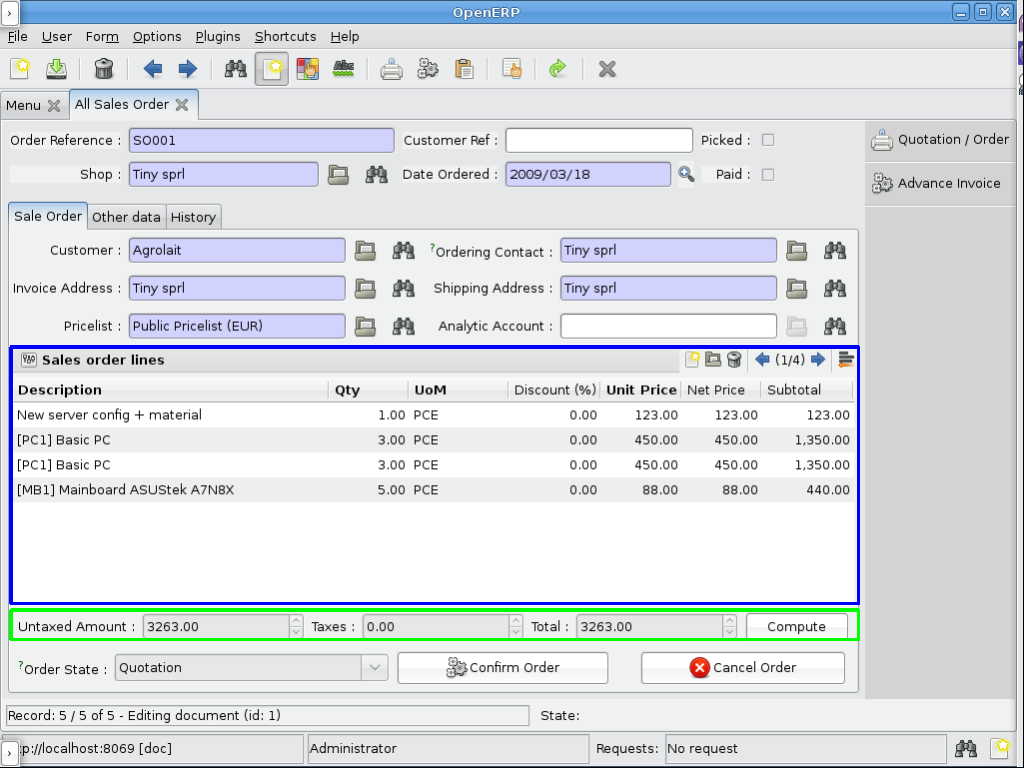 OpenERP
File User Form Options Plugins Shortcuts Help
Menu All Sales Order
Order Reference : SO001 Customer Ref : Picked :
Shop : Tiny sprl Date Ordered : 2009/03/18 Paid :
Quotation / Order
Advance Invoice
Sale Order Other data History
Customer : Agrolait ?Ordering Contact : Tiny sprl
Invoice Address : Tiny sprl Shipping Address : Tiny sprl
Pricelist : Public Pricelist (EUR) Analytic Account :
Sales order lines (1/4)
Description Qty UoM Discount (%) Unit Price Net Price Subtotal
New server config + material 1.00 PCE 0.00 123.00 123.00 123.00
[PC1] Basic PC 3.00 PCE 0.00 450.00 450.00 1,350.00
[PC1] Basic PC 3.00 PCE 0.00 450.00 450.00 1,350.00
[MB1] Mainboard ASUStek A7N8X 5.00 PCE 0.00 88.00 88.00 440.00
Untaxed Amount : 3263.00 Taxes : 0.00 Total : 3263.00 Compute
?Order State : Quotation Confirm Order Cancel Order
Record: 5 / 5 of 5 - Editing document (id: 1) State:
p://localhost:8069 [doc] Administrator Requests: No request